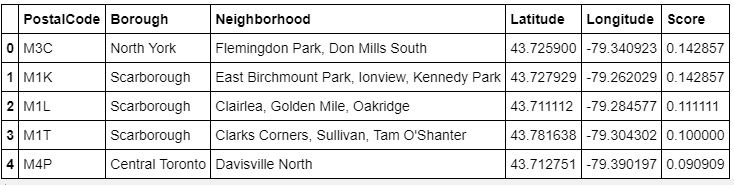 PostalCode Borough Neighborhood Latitude Longitude Score
0 M3C North York Flemingdon Park, Don Mills South 43.725900 -79.340923 0.142857
1 M1K Scarborough East Birchmount Park, Ionview, Kennedy Park 43.727929 -79.262029 0.142857
2 M1L Scarborough Clairlea, Golden Mile, Oakridge 43.711112 -79.284577 0.111111
3 M1T Scarborough Clarks Corners, Sullivan, Tam O'Shanter 43.781638 -79.304302 0.100000
4 M4P Central Toronto Davisville North 43.712751 -79.390197 0.090909